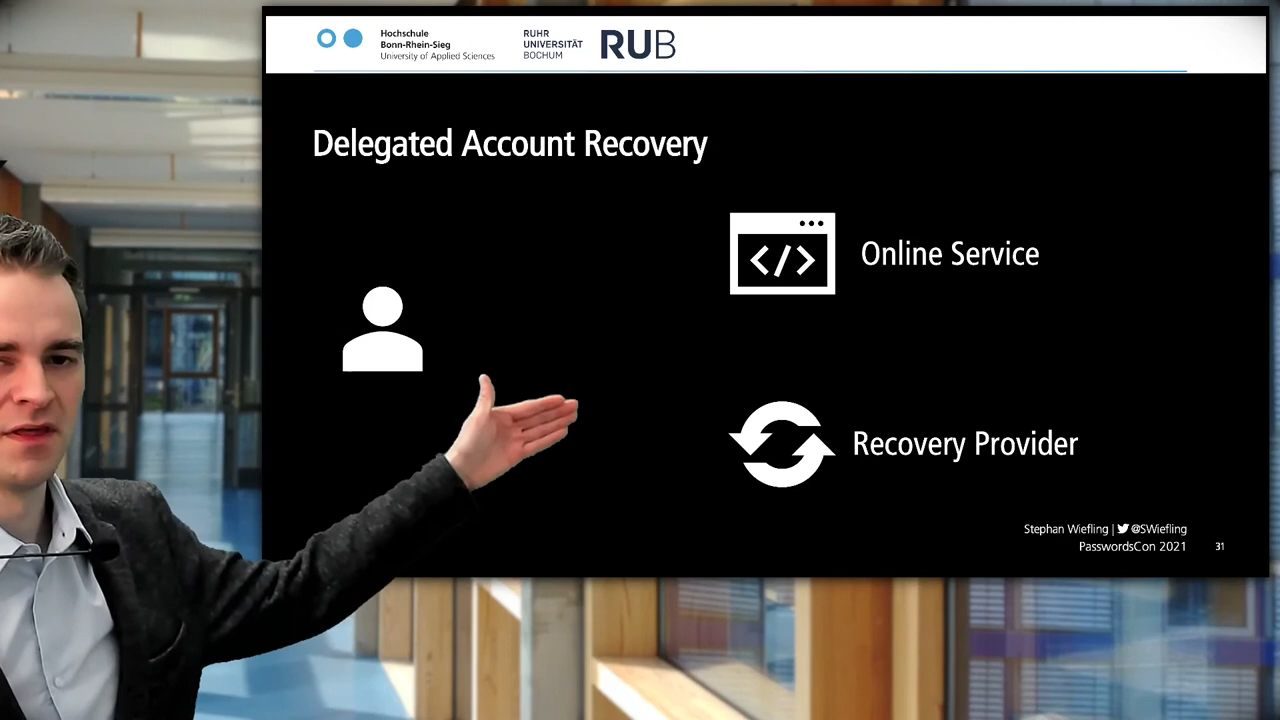 Hochschule
Bonn-Rhein-Sieg
University of Applied Sciences
RUHR
UNIVERSITÄT
BOCHUM
RUB
Delegated Account Recovery
</>
Online Service
Recovery Provider
Stephan Wiefling | @SWiefling
PasswordsCon 2021
31